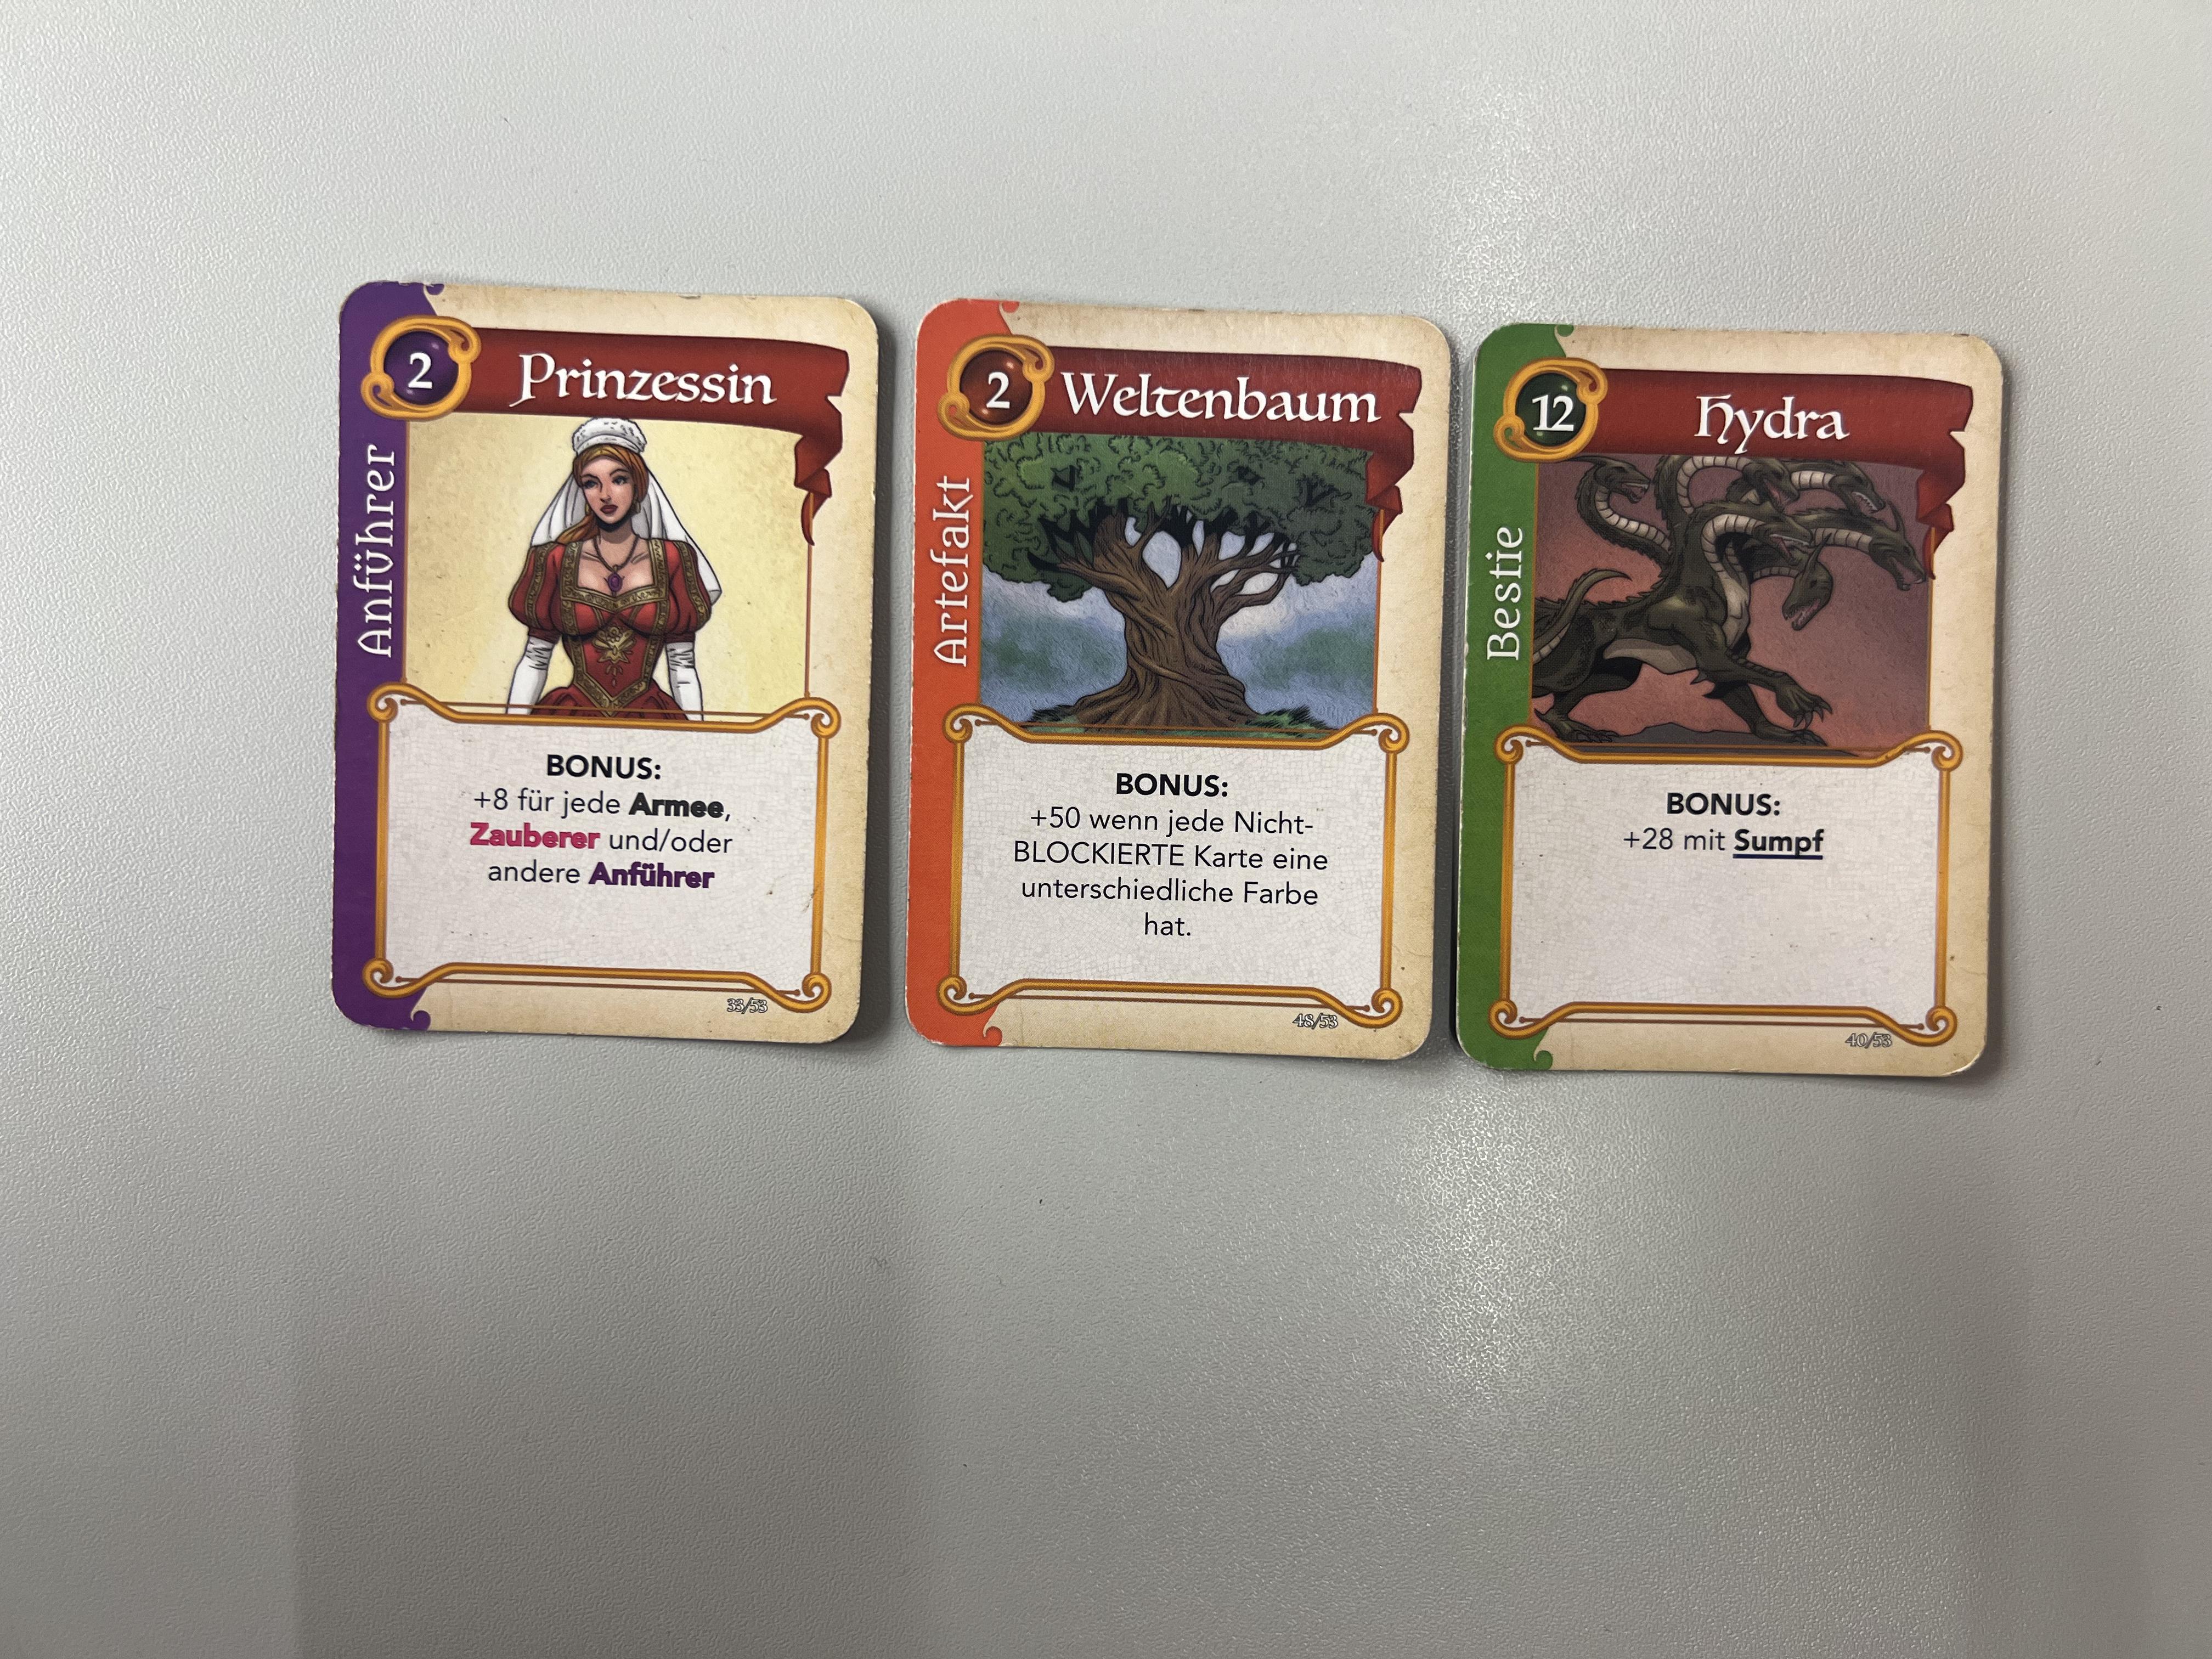 Anführer
2
Prinzessin
BONUS:
+8 für jede Armee,
Zauberer und/oder
andere Anführer
33/53
Artefakt
2
Weltenbaum
BONUS:
+50 wenn jede Nicht-
BLOCKIERTE Karte eine
unterschiedliche Farbe
hat.
48/53
Bestie
12
Hydra
BONUS:
+28 mit Sumpf
40/53